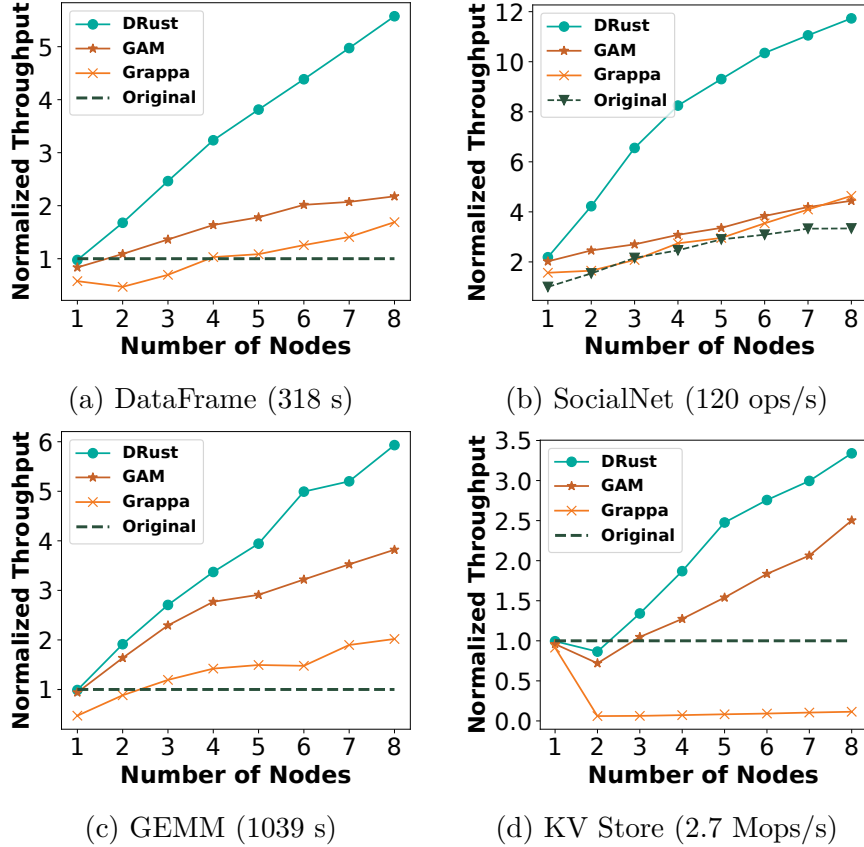 Normalized Throughput
5
4
3
2
1
DRust
GAM
Grappa
Original
1 2 3 4 5 6 7 8
Number of Nodes
(a) DataFrame (318 s)
Normalized Throughput
12
10
8
6
4
2
DRust
GAM
Grappa
Original
1 2 3 4 5 6 7 8
Number of Nodes
(b) SocialNet (120 ops/s)
Normalized Throughput
6
5
4
3
2
1
DRust
GAM
Grappa
Original
1 2 3 4 5 6 7 8
Number of Nodes
(c) GEMM (1039 s)
Normalized Throughput
3.5
3.0
2.5
2.0
1.5
1.0
0.5
0.0
DRust
GAM
Grappa
Original
1 2 3 4 5 6 7 8
Number of Nodes
(d) KV Store (2.7 Mops/s)